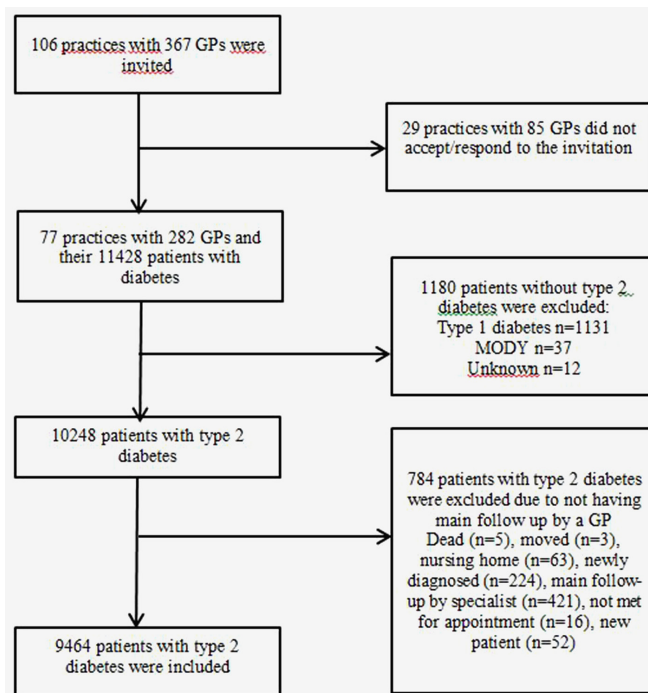 106 practices with 367 GPs were
invited
29 practices with 85 GPs did not
accept/respond to the invitation
77 practices with 282 GPs and
their 11428 patients with
diabetes
1180 patients without type 2
diabetes were excluded:
Type 1 diabetes n=1131
MODY n=37
Unknown n=12
10248 patients with type 2
diabetes
784 patients with type 2 diabetes
were excluded due to not having
main follow up by a GP
Dead (n=5), moved (n=3),
nursing home (n=63), newly
diagnosed (n=224), main follow-
up by specialist (n=421), not met
for appointment (n=16), new
patient (n=52)
9464 patients with type 2
diabetes were included